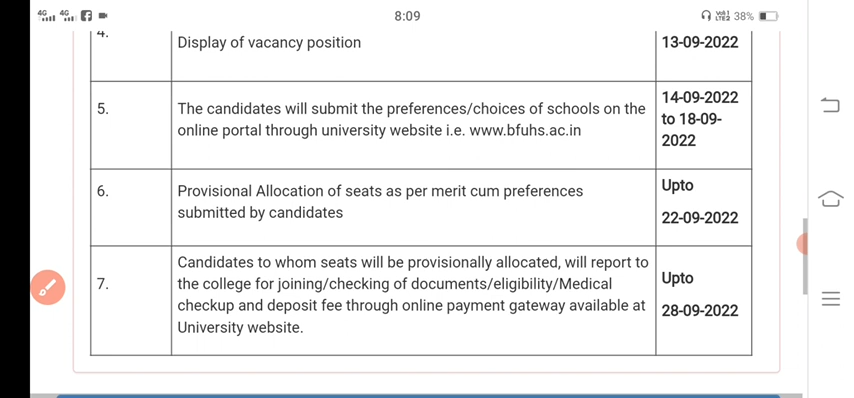 4G 4G 8:09 Vo1 LTE2 38%
4.
Display of vacancy position
13-09-2022
5.
The candidates will submit the preferences/choices of schools on the
online portal through university website i.e. www.bfuhs.ac.in
14-09-2022
to 18-09-
2022
6.
Provisional Allocation of seats as per merit cum preferences
submitted by candidates
Upto
22-09-2022
7.
Candidates to whom seats will be provisionally allocated, will report to
the college for joining/checking of documents/eligibility/Medical
checkup and deposit fee through online payment gateway available at
University website.
Upto
28-09-2022